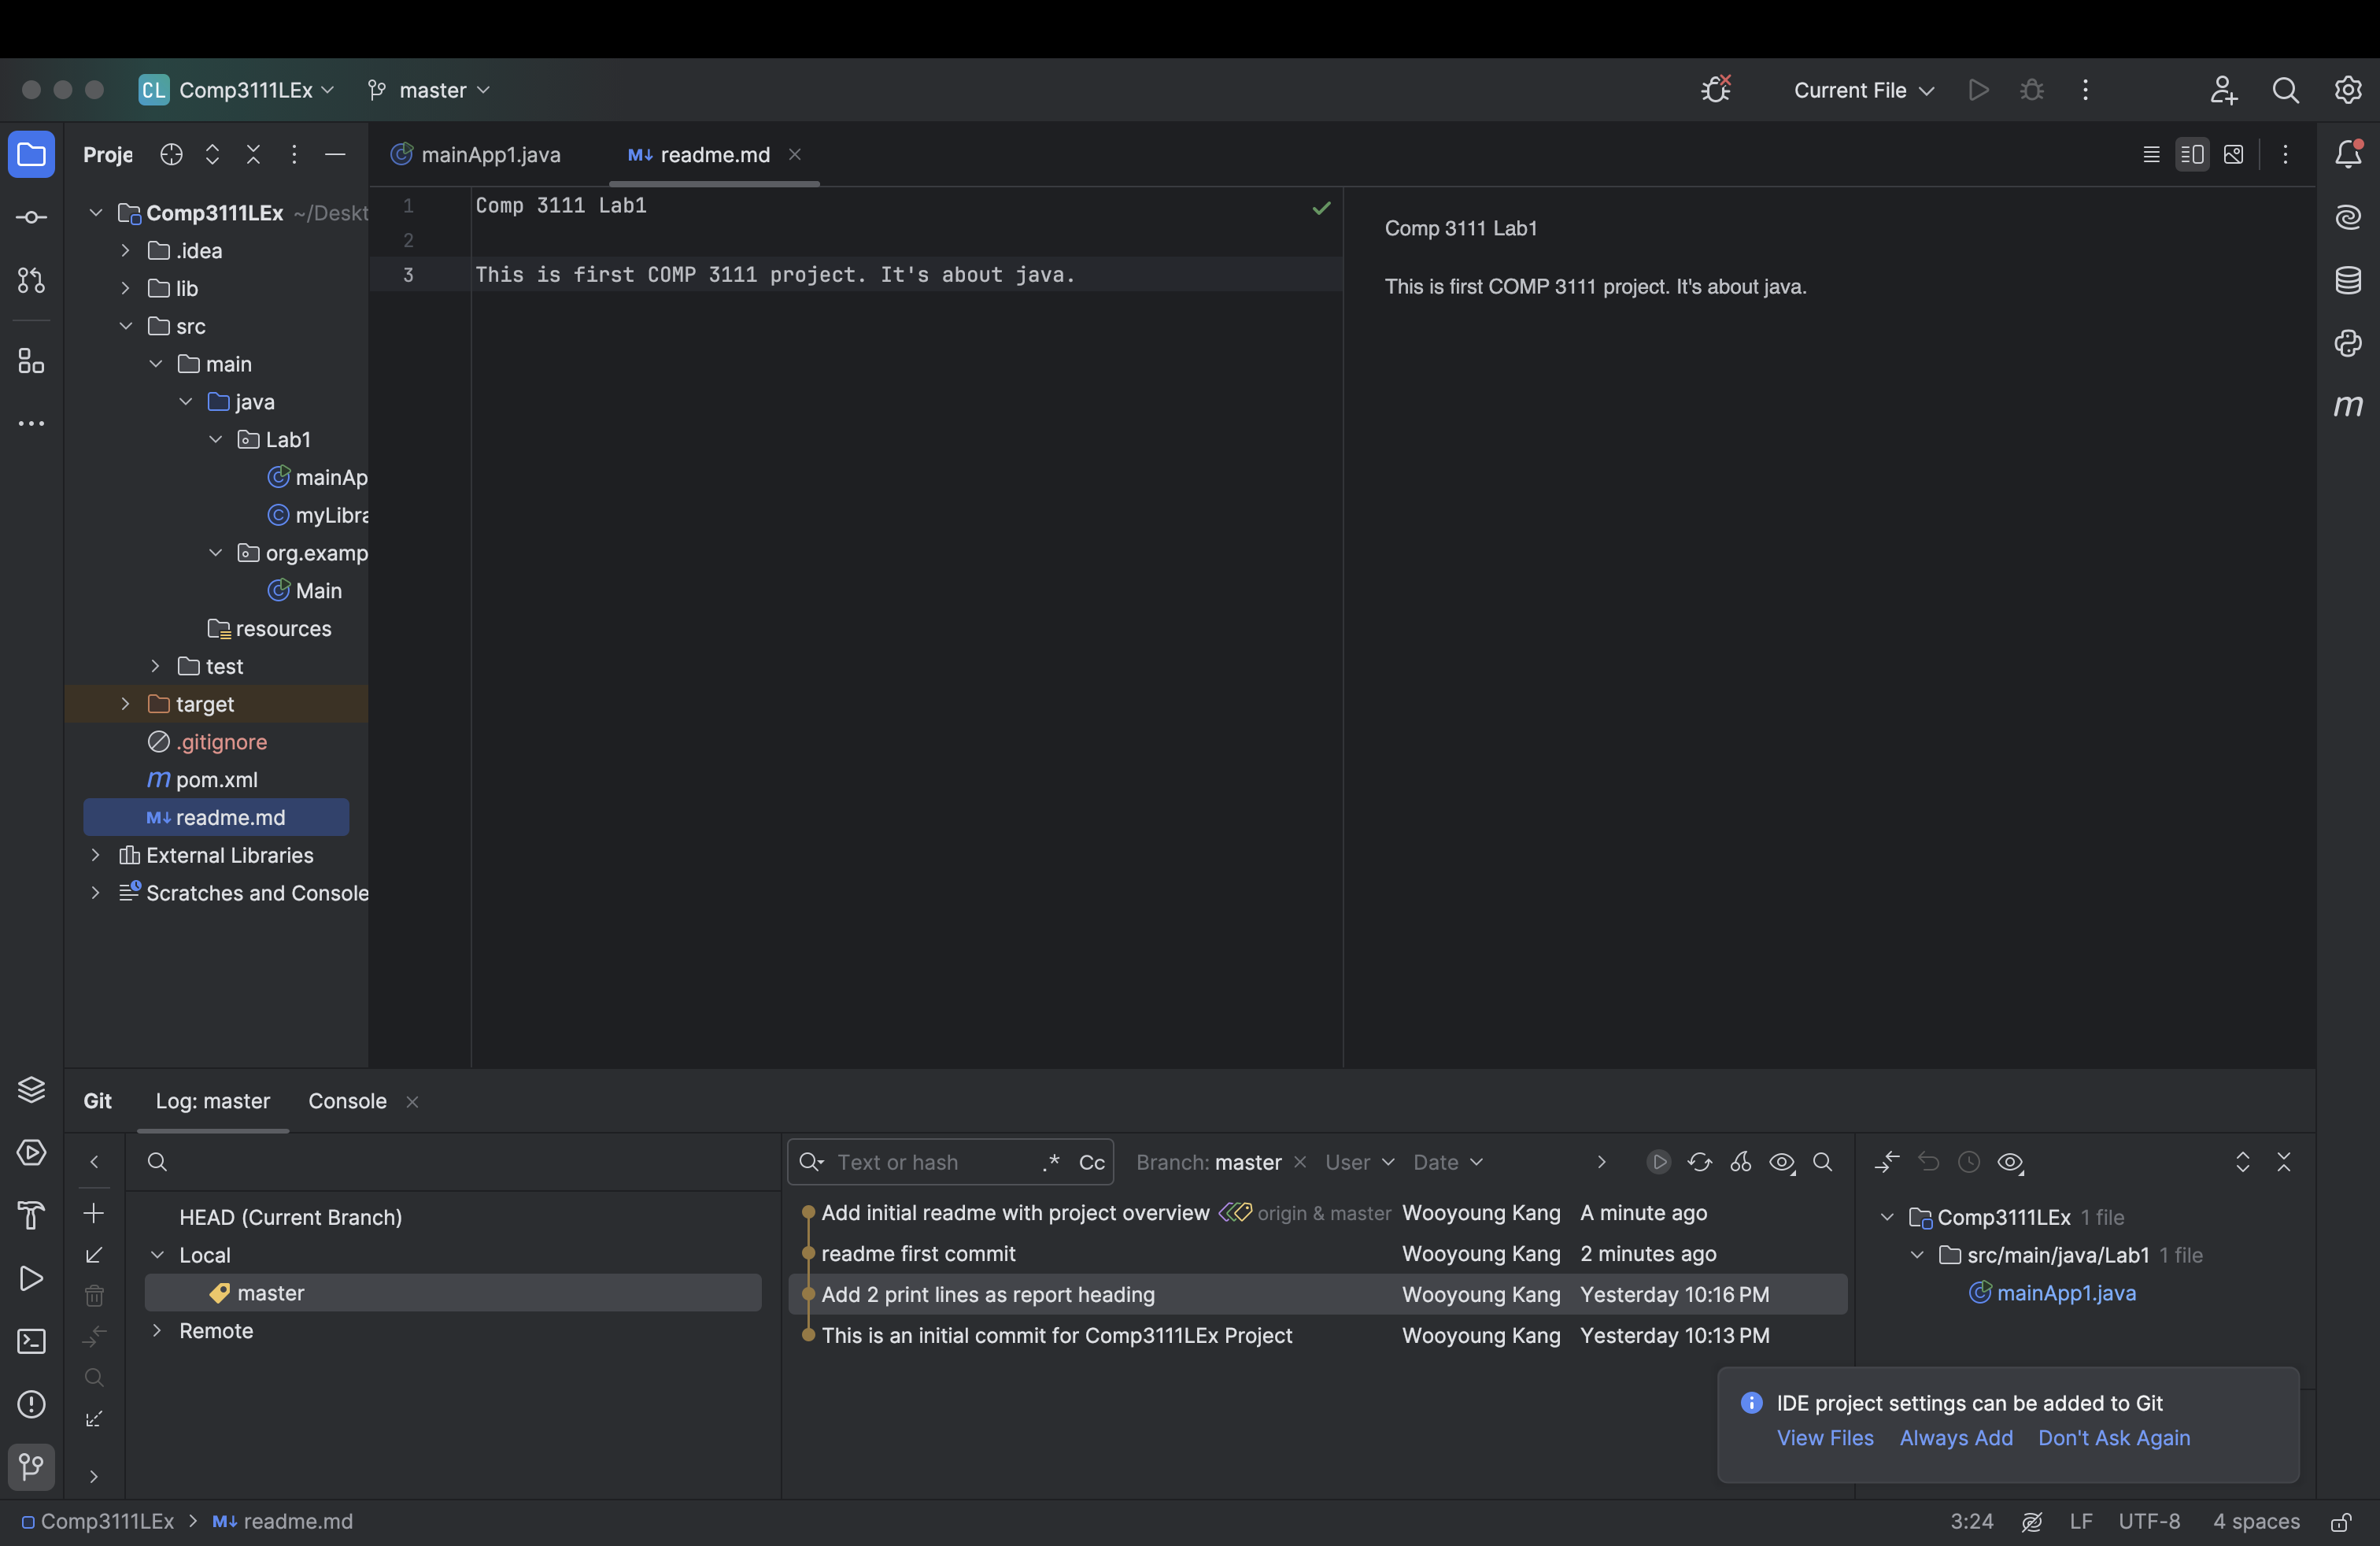 CL Comp3111LEx master Current File
Proje
mainApp1.java
M↓ readme.md
Comp3111LEx ~/Deskt
.idea
lib
src
main
java
Lab1
mainAp
myLibra
org.examp
Main
resources
test
target
.gitignore
m pom.xml
M↓ readme.md
External Libraries
Scratches and Console
1 Comp 3111 Lab1
2
3 This is first COMP 3111 project. It's about java.
Comp 3111 Lab1
This is first COMP 3111 project. It's about java.
m
Git Log: master Console
HEAD (Current Branch)
Local
master
Remote
Text or hash .* Cc Branch: master User Date
Add initial readme with project overview origin & master Wooyoung Kang A minute ago
readme first commit Wooyoung Kang 2 minutes ago
Add 2 print lines as report heading Wooyoung Kang Yesterday 10:16 PM
This is an initial commit for Comp3111LEx Project Wooyoung Kang Yesterday 10:13 PM
Comp3111LEx 1 file
src/main/java/Lab1 1 file
mainApp1.java
IDE project settings can be added to Git
View Files Always Add Don't Ask Again
Comp3111LEx > M↓ readme.md 3:24 LF UTF-8 4 spaces